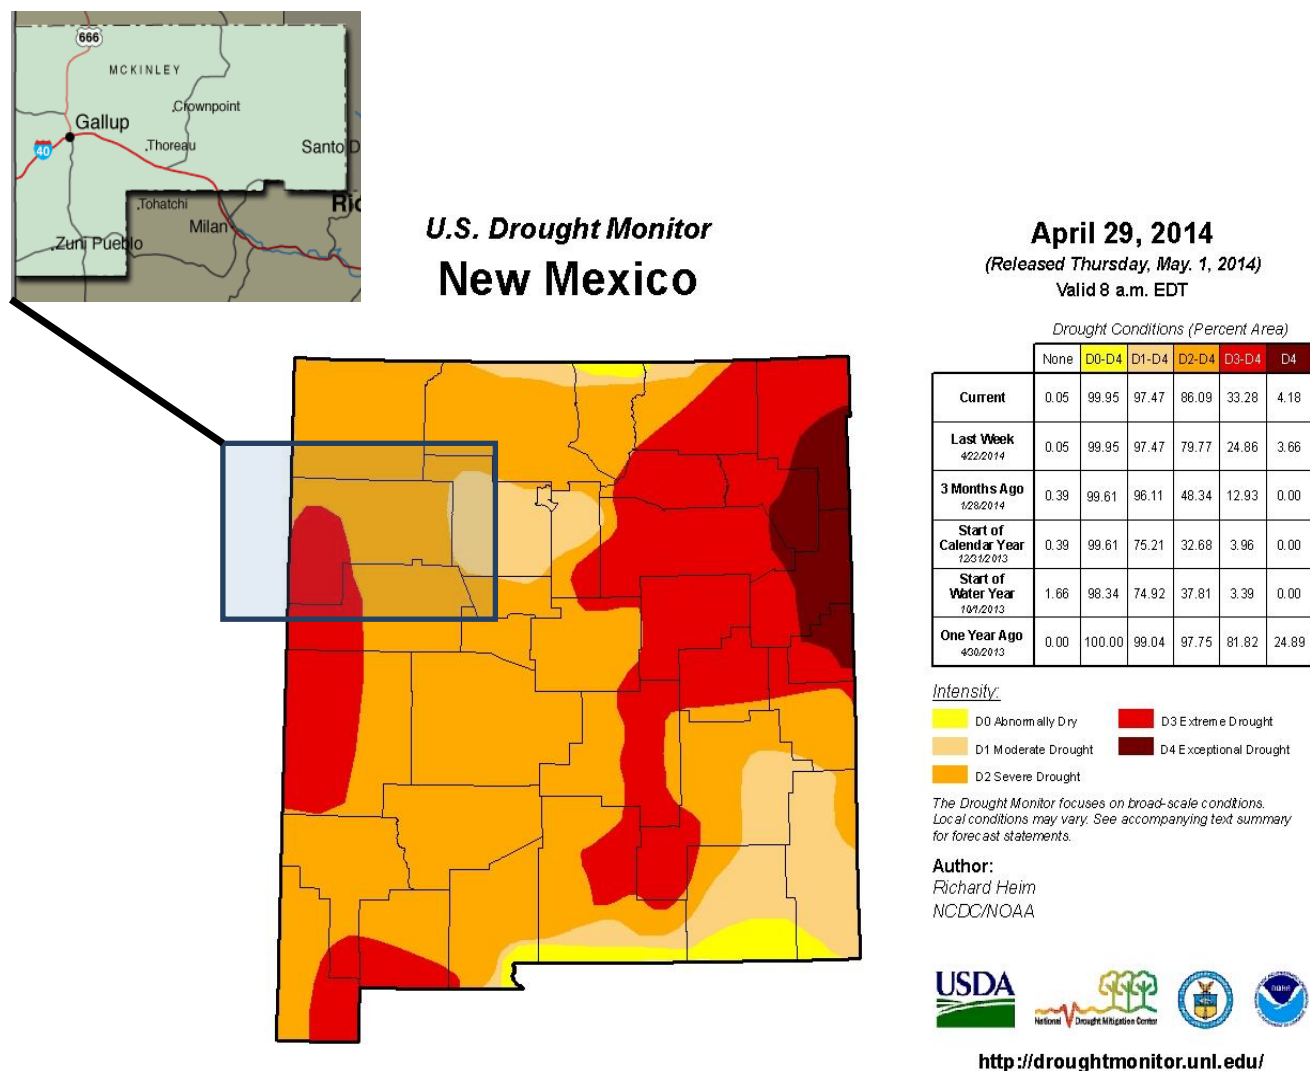 666
MCKINLEY
Crownpoint
Gallup
40
Thoreau
Santo D
Tohatchi
Ric
Milan
Zuni Pueblo
U.S. Drought Monitor
New Mexico
April 29, 2014
(Released Thursday, May. 1, 2014)
Valid 8 a.m. EDT
Drought Conditions (Percent Area)
None D0-D4 D1-D4 D2-D4 D3-D4 D4
Current 0.05 99.95 97.47 86.09 33.28 4.18
Last Week 0.05 99.95 97.47 79.77 24.86 3.66
4/22/2014
3 Months Ago 0.39 99.61 96.11 48.34 12.93 0.00
1/28/2014
Start of
Calendar Year 0.39 99.61 75.21 32.68 3.96 0.00
12/31/2013
Start of
Water Year 1.66 98.34 74.92 37.81 3.39 0.00
10/1/2013
One Year Ago 0.00 100.00 99.04 97.75 81.82 24.89
4/30/2013
Intensity:
D0 Abnormally Dry D3 Extreme Drought
D1 Moderate Drought D4 Exceptional Drought
D2 Severe Drought
The Drought Monitor focuses on broad-scale conditions.
Local conditions may vary. See accompanying text summary
for forecast statements.
Author:
Richard Heim
NCDC/NOAA
USDA
National Drought Mitigation Center
http://droughtmonitor.unl.edu/